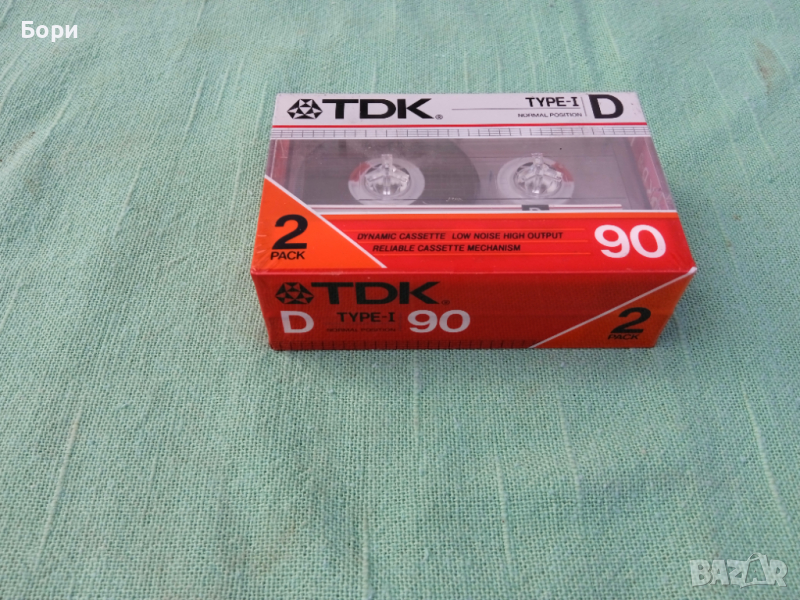 Бори
TDK®
TYPE-I
NORMAL POSITION
D
D
2
PACK
DYNAMIC CASSETTE LOW NOISE HIGH OUTPUT
RELIABLE CASSETTE MECHANISM
90
TDK®
D
TYPE-I
NORMAL POSITION
90
2
PACK
BAZAR